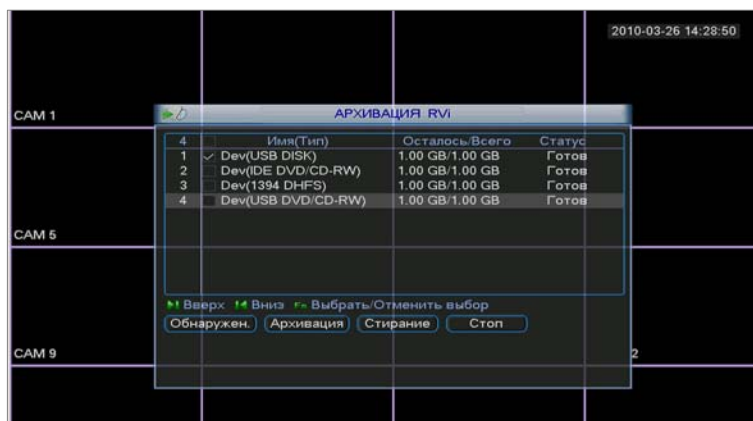 2010-03-26 14:28:50
CAM 1
АРХИВАЦИЯ RVi
4 Имя(Тип) Осталось/Всего Статус
1 Dev(USB DISK) 1.00 GB/1.00 GB Готов
2 Dev(IDE DVD/CD-RW) 1.00 GB/1.00 GB Готов
3 Dev(1394 DHFS) 1.00 GB/1.00 GB Готов
4 Dev(USB DVD/CD-RW) 1.00 GB/1.00 GB Готов
CAM 5
Вверх Вниз Fn Выбрать/Отменить выбор
Обнаружен. Архивация Стирание Стоп
CAM 9
2